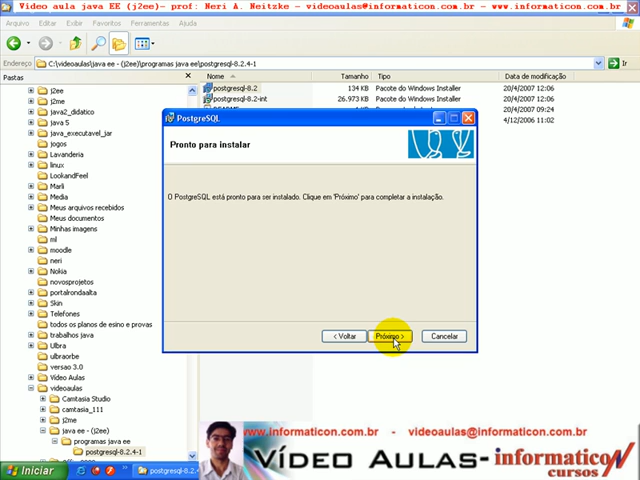 Vídeo aula java EE (j2ee)- prof: Neri A. Neitzke - videoaulas@informaticon.com.br - www.informaticon.com.br
Arquivo Editar Exibir Favoritos Ferramentas Ajuda
Endereço C:\videoaulas\java ee - (j2ee)\programas java ee\postgresql-8.2.4-1 Ir
Pastas
Nome Tamanho Tipo Data de modificação
postgresql-8.2 134 KB Pacote do Windows Installer 20/4/2007 12:06
postgresql-8.2-int 26.973 KB Pacote do Windows Installer 20/4/2007 12:06
20/4/2007 09:24
4/12/2006 11:02
j2ee
j2me
java2_didatico
java 5
java_executavel_jar
jogos
Lavanderia
linux
LookandFeel
Marli
Media
Meus arquivos recebidos
Meus documentos
Minhas imagens
ml
moodle
neri
Nokia
novosprojetos
portalrondaalta
Skin
Telefones
todos os planos de esino e provas
trabalhos java
Ulbra
ulbraorbe
versao 3.0
Vídeo Aulas
videoaulas
Camtasia Studio
camtasia_111
j2me
java ee - (j2ee)
programas java ee
postgresql-8.2.4-1
PostgreSQL
Pronto para instalar
O PostgreSQL está pronto para ser instalado. Clique em 'Próximo' para completar a instalação.
< Voltar Próximo > Cancelar
www.informaticon.com.br - videoaulas@informaticon.com.br
VÍDEO AULAS- informaticon
cursos
Iniciar postgresql-8.2.